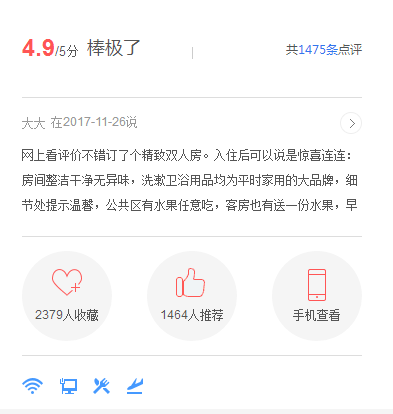 4.9/5分 棒极了 共1475条点评
大大 在2017-11-26说
网上看评价不错订了个精致双人房。入住后可以说是惊喜连连：
房间整洁干净无异味，洗漱卫浴用品均为平时家用的大品牌，细
节处提示温馨，公共区有水果任意吃，客房也有送一份水果，早
2379人收藏 1464人推荐 手机查看